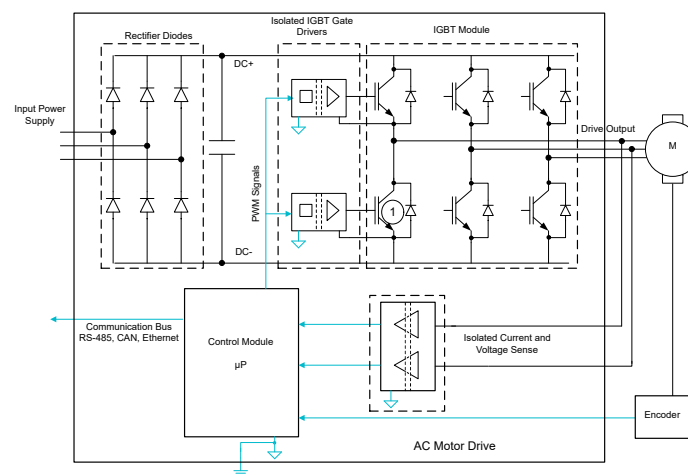 Isolated IGBT Gate
Drivers
IGBT Module
Rectifier Diodes
DC+
Input Power
Supply
Drive Output
M
PWM Signals
1
DC-
Communication Bus
RS-485, CAN, Ethernet
Control Module
µP
Isolated Current and
Voltage Sense
Encoder
AC Motor Drive